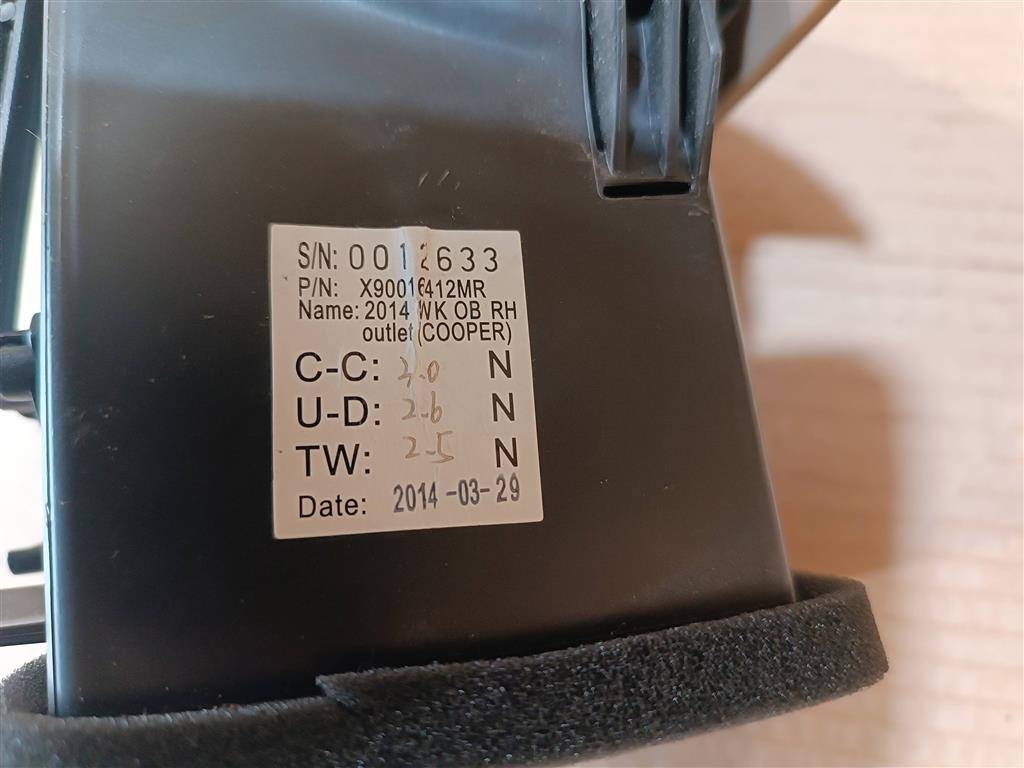 S/N: 0012633
P/N: X90016412MR
Name: 2014 WK OB RH
outlet (COOPER)
C-C: 2.0 N
U-D: 2.6 N
TW: 2.5 N
Date: 2014-03-29